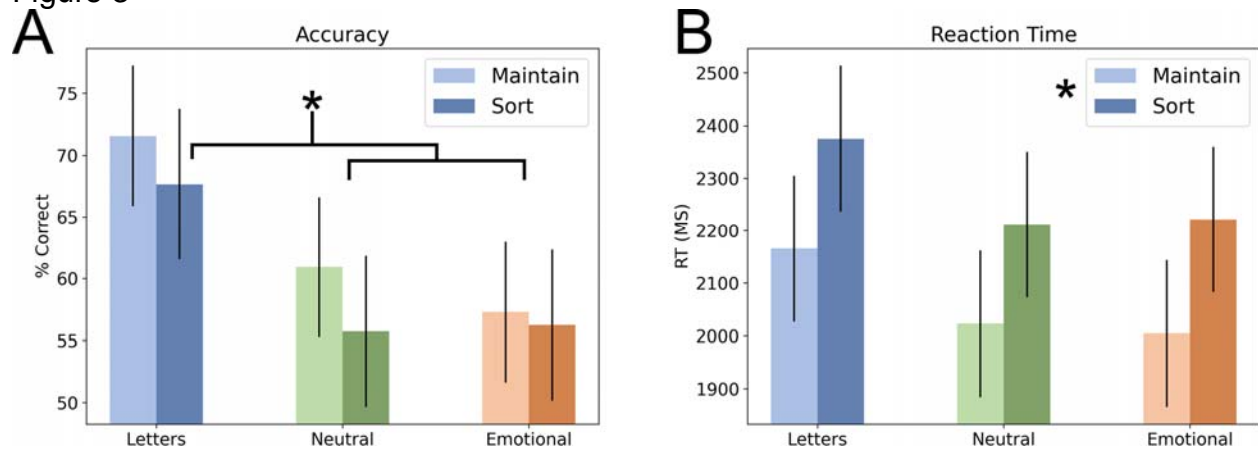 Figure
A
Accuracy
Maintain
Sort
*
% Correct
75
70
65
60
55
50
Letters
Neutral
Emotional
B
Reaction Time
*
Maintain
Sort
RT (MS)
2500
2400
2300
2200
2100
2000
1900
Letters
Neutral
Emotional